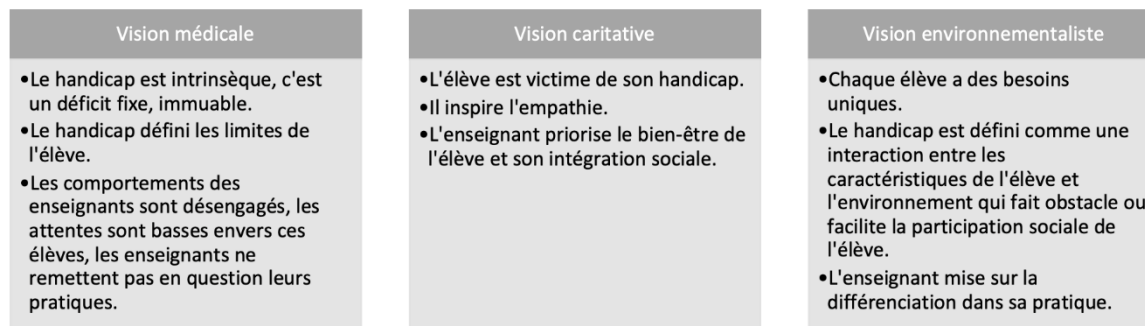 Vision médicale
•Le handicap est intrinsèque, c'est
un déficit fixe, immuable.
•Le handicap défini les limites de
l'élève.
•Les comportements des
enseignants sont désengagés, les
attentes sont basses envers ces
élèves, les enseignants ne
remettent pas en question leurs
pratiques.
Vision caritative
•L'élève est victime de son handicap.
•Il inspire l'empathie.
•L'enseignant priorise le bien-être de
l'élève et son intégration sociale.
Vision environnementaliste
•Chaque élève a des besoins
uniques.
•Le handicap est défini comme une
interaction entre les
caractéristiques de l'élève et
l'environnement qui fait obstacle ou
facilite la participation sociale de
l'élève.
•L'enseignant mise sur la
différenciation dans sa pratique.